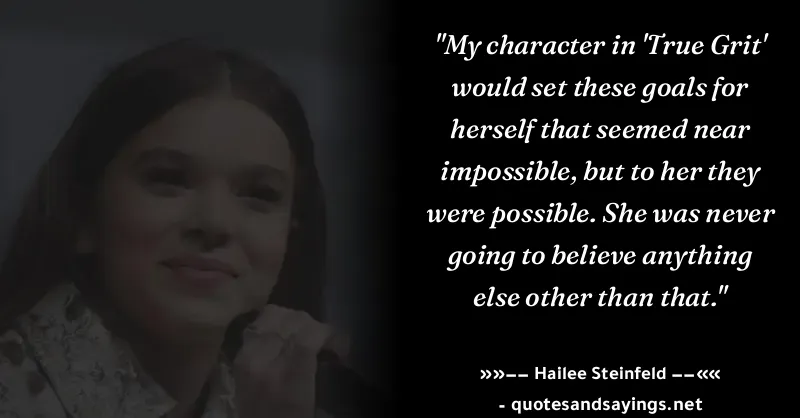 "My character in 'True Grit'
would set these goals for
herself that seemed near
impossible, but to her they
were possible. She was never
going to believe anything
else other than that."
»»–– Hailee Steinfeld ––««
- quotesandsayings.net